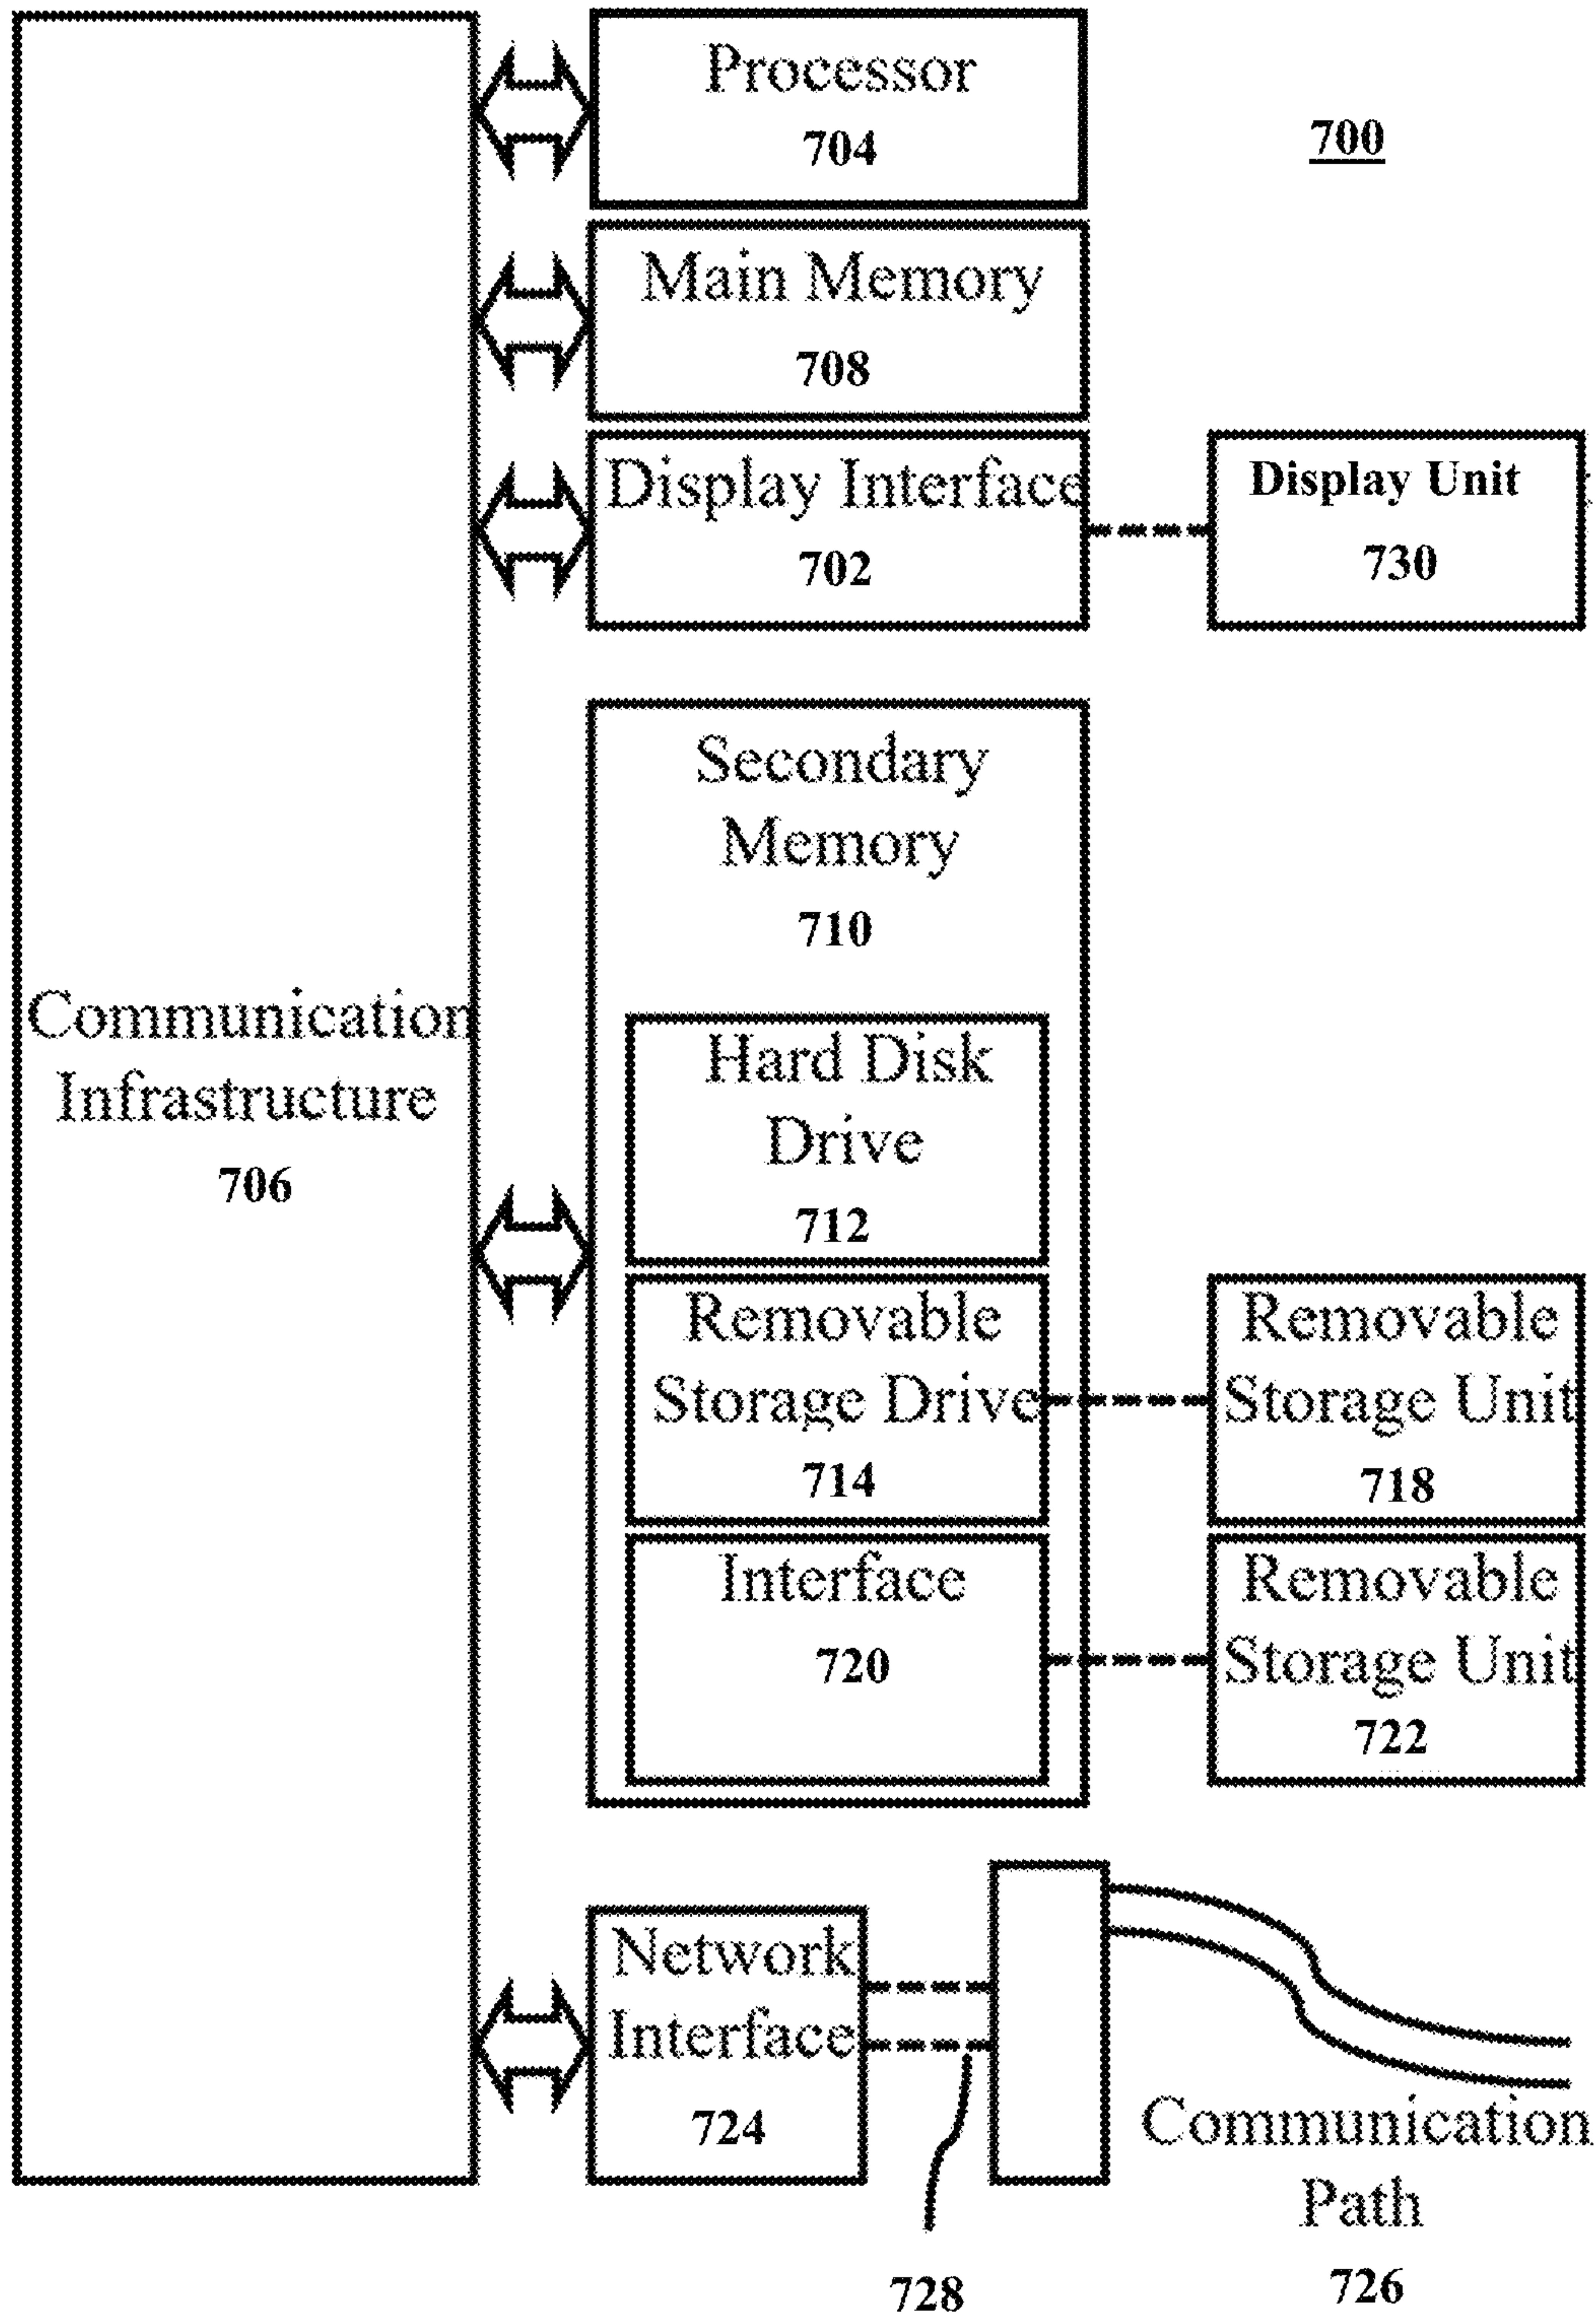 Processor
704
700
Main Memory
708
Display Interface
702
Display Unit
730
Secondary
Memory
710
Communication
Infrastructure
706
Hard Disk
Drive
712
Removable
Storage Drive
714
Removable
Storage Unit
718
Interface
720
Removable
Storage Unit
722
Network
Interface
724
728
Communication
Path
726